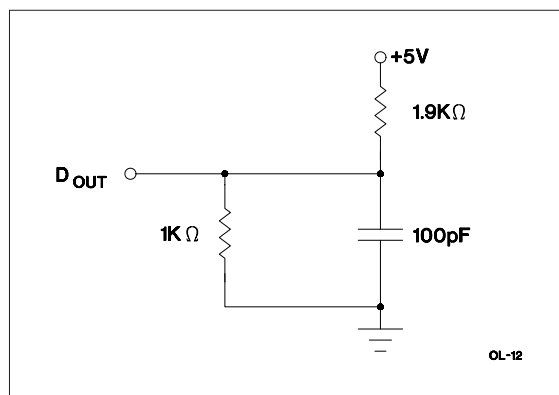 +5V
1.9KΩ
D OUT
1KΩ
100pF
OL-12